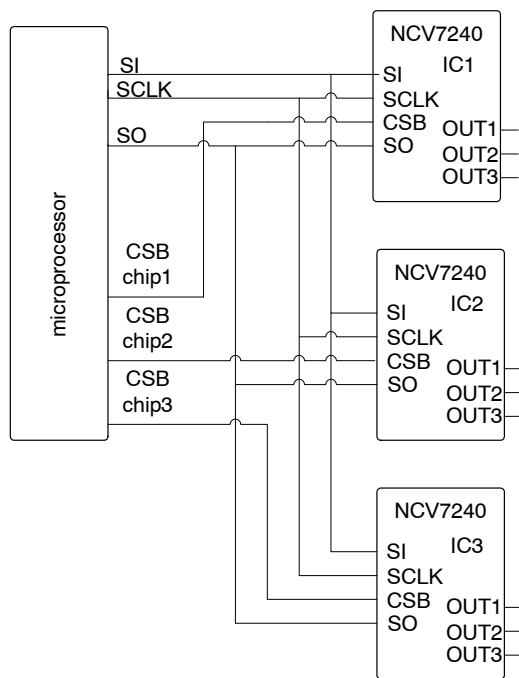 microprocessor
SI
SCLK
SO
CSB
chip1
CSB
chip2
CSB
chip3
NCV7240
IC1
SI
SCLK
CSB
SO
OUT1
OUT2
OUT3
NCV7240
IC2
SI
SCLK
CSB
SO
OUT1
OUT2
OUT3
NCV7240
IC3
SI
SCLK
CSB
SO
OUT1
OUT2
OUT3